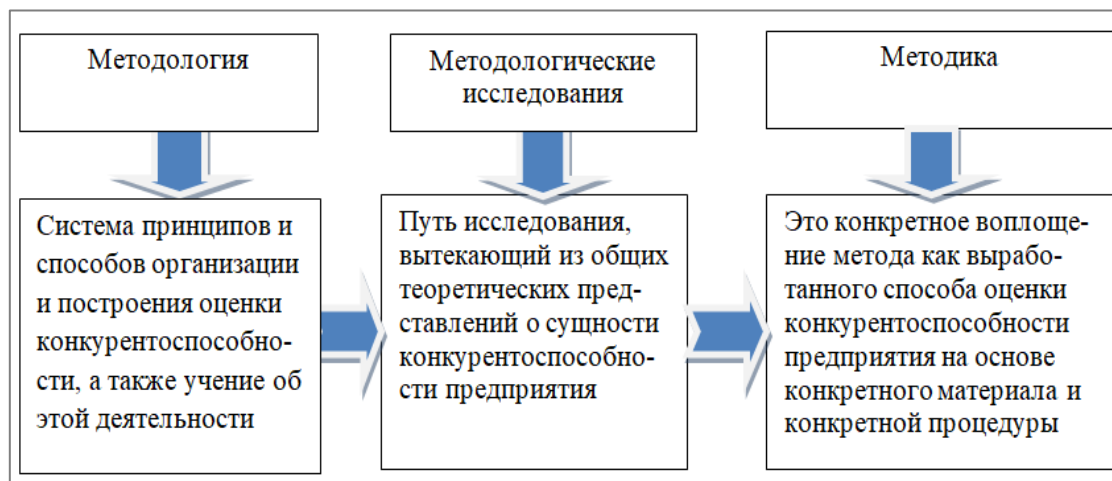 Методология
Методологические
исследования
Методика
Система принципов и
способов организации
и построения оценки
конкурентоспособно-
сти, а также учение об
этой деятельности
Путь исследования,
вытекающий из общих
теоретических пред-
ставлений о сущности
конкурентоспособно-
сти предприятия
Это конкретное воплоще-
ние метода как вырабо-
танного способа оценки
конкурентоспособности
предприятия на основе
конкретного материала и
конкретной процедуры